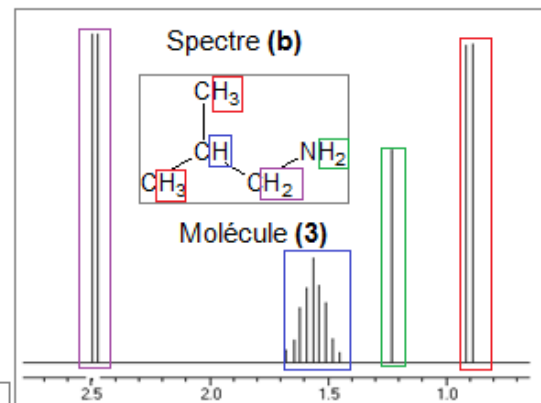 Spectre (b)
CH3
CH NH2
CH3 CH2
Molécule (3)
2.5 2.0 1.5 1.0